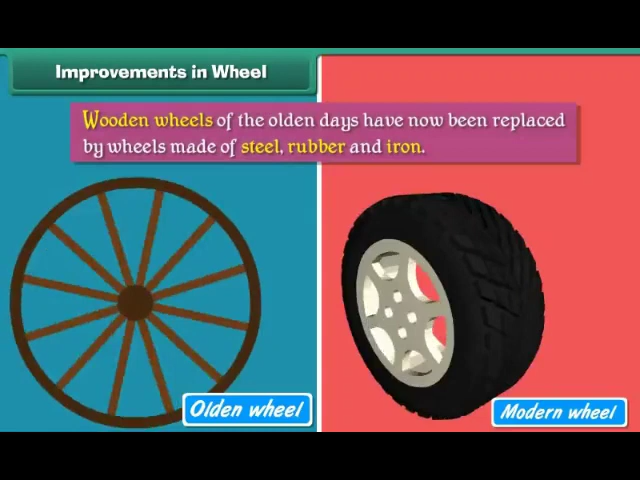 Improvements in Wheel
Wooden wheels of the olden days have now been replaced
by wheels made of steel, rubber and iron.
Olden wheel
Modern wheel